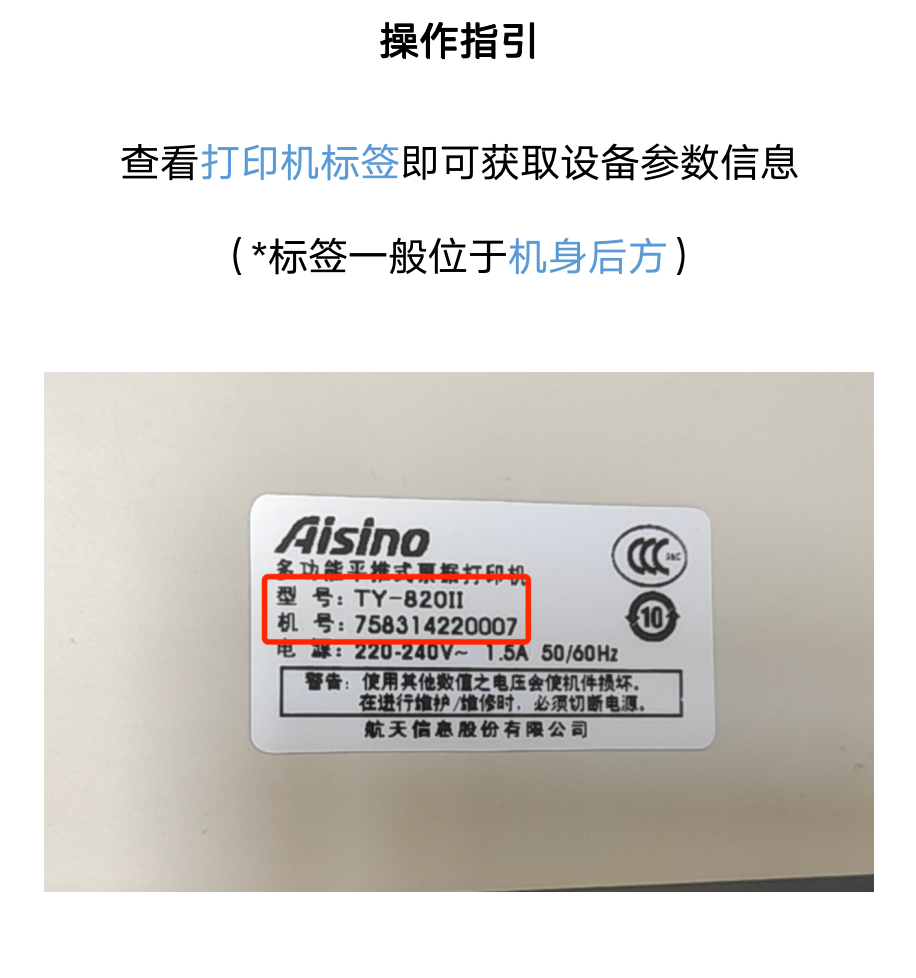 操作指引
查看打印机标签即可获取设备参数信息
（*标签一般位于机身后方）
Aisino
多功能平推式票据打印机
型 号：TY-820II
机 号：758314220007
电 源：220-240V~ 1.5A 50/60Hz
警告：使用其他数值之电压会使机件损坏。
在进行维护/维修时，必须切断电源。
航天信息股份有限公司
CCC
S&C
10